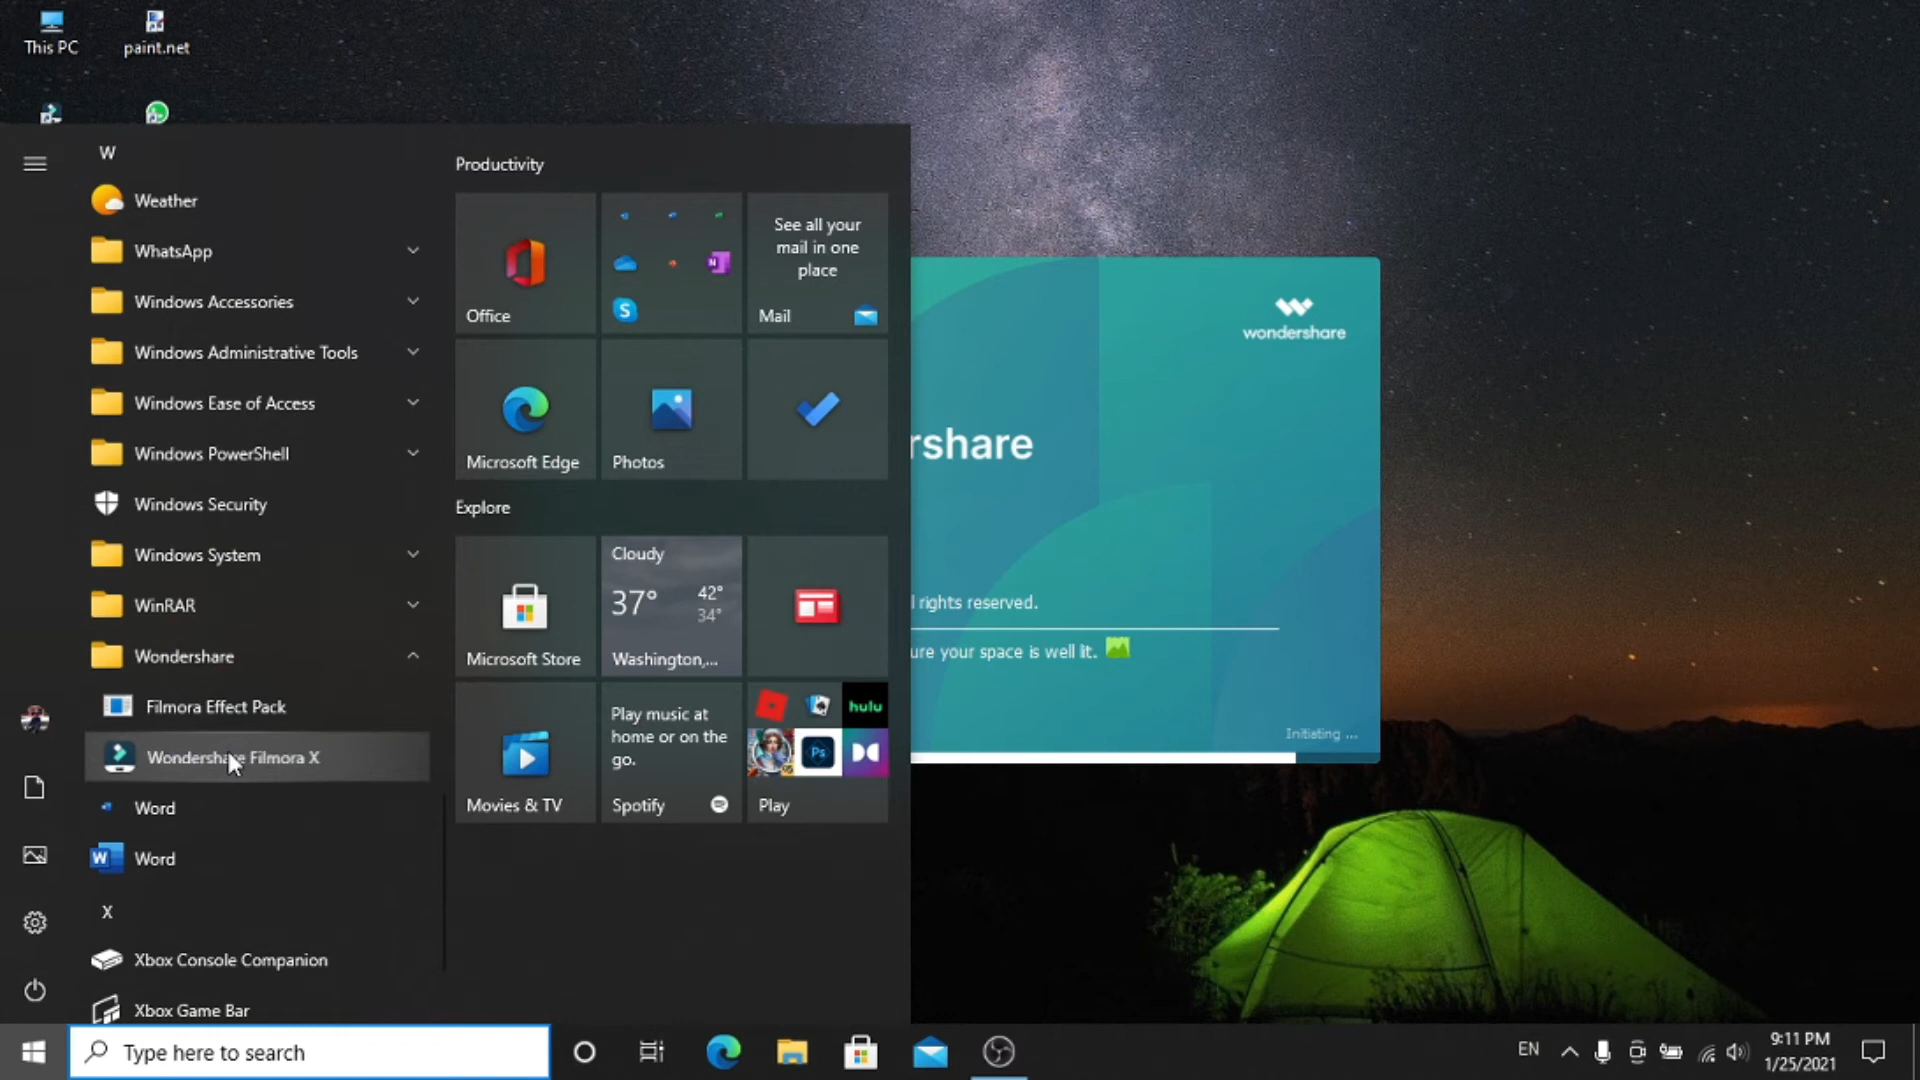 This PC
paint.net
W
Weather
WhatsApp
Windows Accessories
Windows Administrative Tools
Windows Ease of Access
Windows PowerShell
Windows Security
Windows System
WinRAR
Wondershare
Filmora Effect Pack
Wondershare Filmora X
Word
W
Word
X
Xbox Console Companion
Xbox Game Bar
Productivity
Office
N
S
See all your
mail in one
place
Mail
Microsoft Edge
Photos
Explore
Microsoft Store
Cloudy
37°
42°
34°
Washington,...
Movies & TV
Play music at
home or on the
go.
Spotify
hulu
Ps
Play
wondershare
rshare
l rights reserved.
ure your space is well lit.
Initiating ...
Type here to search
EN
9:11 PM
1/25/2021